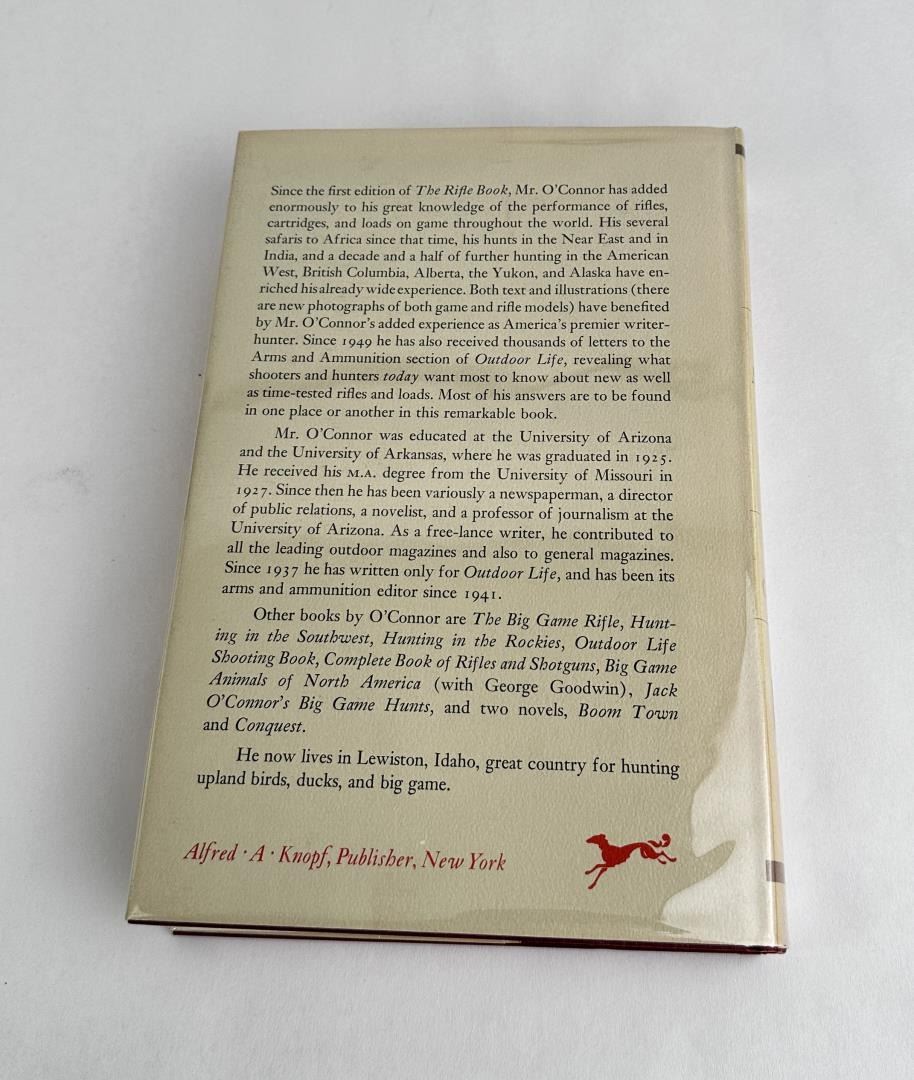 Since the first edition of The Rifle Book, Mr. O'Connor has added
enormously to his great knowledge of the performance of rifles,
cartridges, and loads on game throughout the world. His several
safaris to Africa since that time, his hunts in the Near East and in
India, and a decade and a half of further hunting in the American
West, British Columbia, Alberta, the Yukon, and Alaska have en-
riched his already wide experience. Both text and illustrations (there
are new photographs of both game and rifle models) have benefited
by Mr. O'Connor's added experience as America's premier writer-
hunter. Since 1949 he has also received thousands of letters to the
Arms and Ammunition section of Outdoor Life, revealing what
shooters and hunters today want most to know about new as well
as time-tested rifles and loads. Most of his answers are to be found
in one place or another in this remarkable book.
Mr. O'Connor was educated at the University of Arizona
and the University of Arkansas, where he was graduated in 1925.
He received his M.A. degree from the University of Missouri in
1927. Since then he has been variously a newspaperman, a director
of public relations, a novelist, and a professor of journalism at the
University of Arizona. As a free-lance writer, he contributed to
all the leading outdoor magazines and also to general magazines.
Since 1937 he has written only for Outdoor Life, and has been its
arms and ammunition editor since 1941.
Other books by O'Connor are The Big Game Rifle, Hunt-
ing in the Southwest, Hunting in the Rockies, Outdoor Life
Shooting Book, Complete Book of Rifles and Shotguns, Big Game
Animals of North America (with George Goodwin), Jack
O'Connor's Big Game Hunts, and two novels, Boom Town
and Conquest.
He now lives in Lewiston, Idaho, great country for hunting
upland birds, ducks, and big game.
Alfred · A · Knopf, Publisher, New York